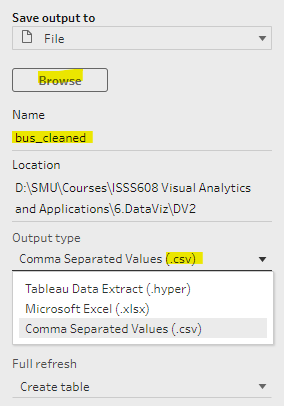 Save output to
File
Browse
Name
bus_cleaned
Location
D:\SMU\Courses\ISSS608 Visual Analytics
and Applications\6.DataViz\DV2
Output type
Comma Separated Values (.csv)
Tableau Data Extract (.hyper)
Microsoft Excel (.xlsx)
Comma Separated Values (.csv)
Full refresh
Create table